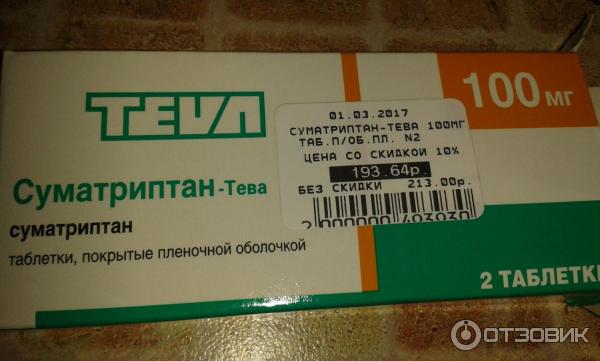 TEVA
100 мг
01.03.2017
СУМАТРИПТАН-ТЕВА 100МГ
ТАБ.П/ОБ.ПЛ. N2
ЦЕНА СО СКИДКОЙ 10%
193.64р.
БЕЗ СКИДКИ 213.00р.
Суматриптан-Тева
суматриптан
таблетки, покрытые пленочной оболочкой
2 ТАБЛЕТКИ
ОТЗОВИК